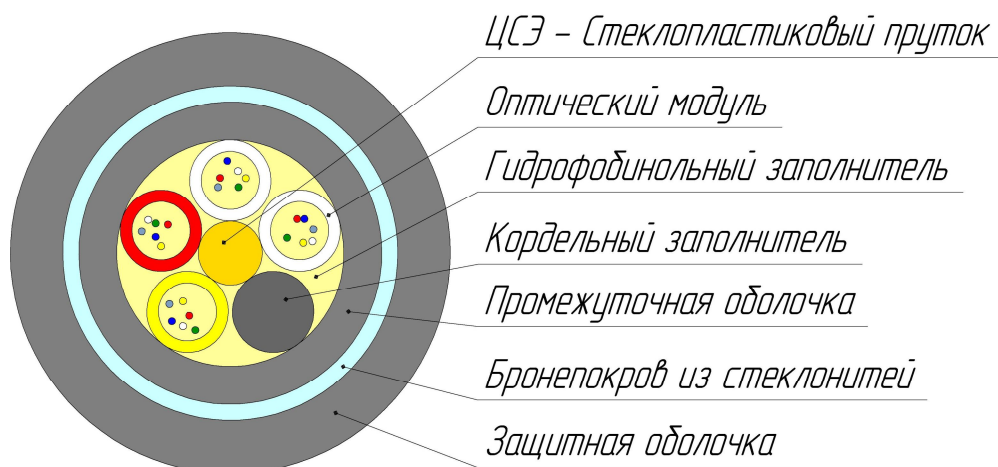 ЦСЭ – Стеклопластиковый пруток
Оптический модуль
Гидрофобинольный заполнитель
Кордельный заполнитель
Промежуточная оболочка
Бронепокров из стеклонитей
Защитная оболочка